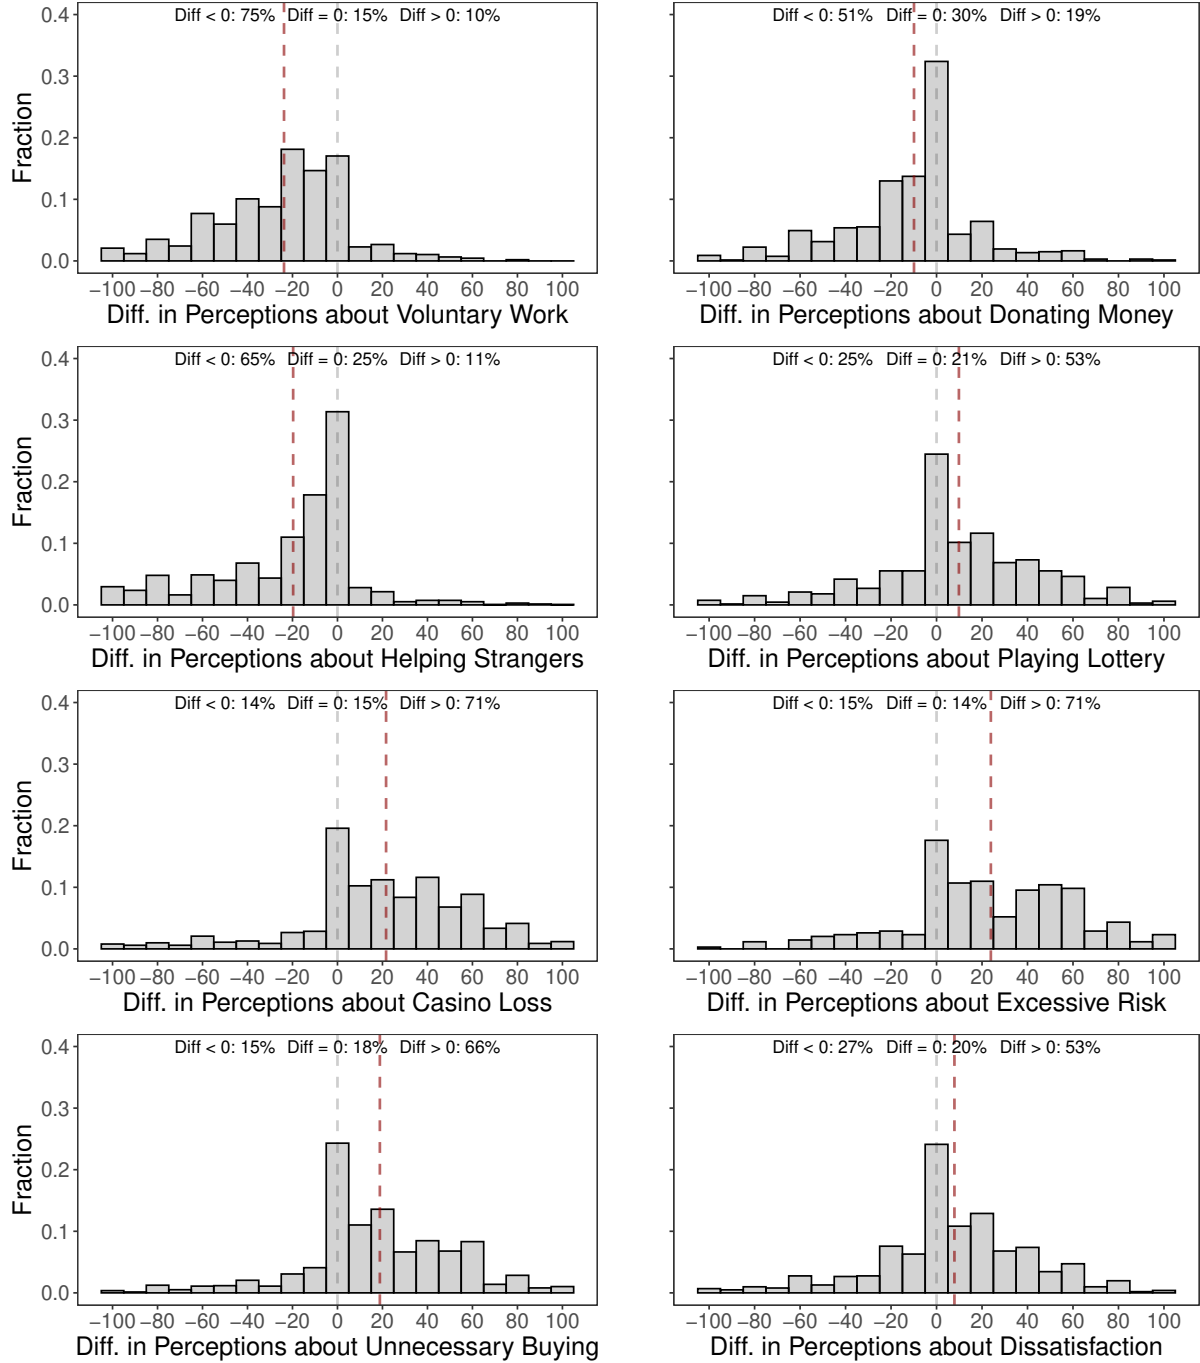 Diff < 0: 75% Diff = 0: 15% Diff > 0: 10%
Fraction
0.4
0.3
0.2
0.1
0.0
−100 −80 −60 −40 −20 0 20 40 60 80 100
Diff. in Perceptions about Voluntary Work
Diff < 0: 51% Diff = 0: 30% Diff > 0: 19%
−100 −80 −60 −40 −20 0 20 40 60 80 100
Diff. in Perceptions about Donating Money
Diff < 0: 65% Diff = 0: 25% Diff > 0: 11%
Fraction
0.4
0.3
0.2
0.1
0.0
−100 −80 −60 −40 −20 0 20 40 60 80 100
Diff. in Perceptions about Helping Strangers
Diff < 0: 25% Diff = 0: 21% Diff > 0: 53%
−100 −80 −60 −40 −20 0 20 40 60 80 100
Diff. in Perceptions about Playing Lottery
Diff < 0: 14% Diff = 0: 15% Diff > 0: 71%
Fraction
0.4
0.3
0.2
0.1
0.0
−100 −80 −60 −40 −20 0 20 40 60 80 100
Diff. in Perceptions about Casino Loss
Diff < 0: 15% Diff = 0: 14% Diff > 0: 71%
−100 −80 −60 −40 −20 0 20 40 60 80 100
Diff. in Perceptions about Excessive Risk
Diff < 0: 15% Diff = 0: 18% Diff > 0: 66%
Fraction
0.4
0.3
0.2
0.1
0.0
−100 −80 −60 −40 −20 0 20 40 60 80 100
Diff. in Perceptions about Unnecessary Buying
Diff < 0: 27% Diff = 0: 20% Diff > 0: 53%
−100 −80 −60 −40 −20 0 20 40 60 80 100
Diff. in Perceptions about Dissatisfaction